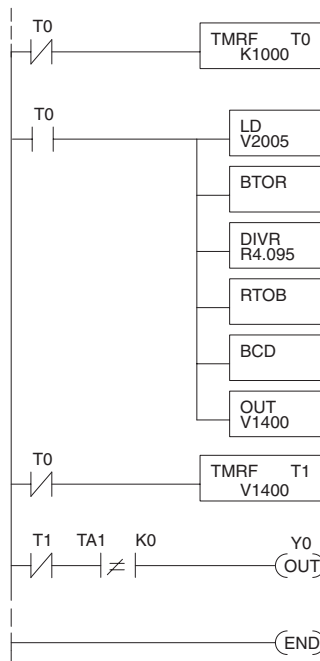 T0
TMRF T0
K1000
T0
LD
V2005
BTOR
DIVR
R4.095
RTOB
BCD
OUT
V1400
T0
TMRF T1
V1400
T1 TA1 K0 Y0
≠ OUT
END